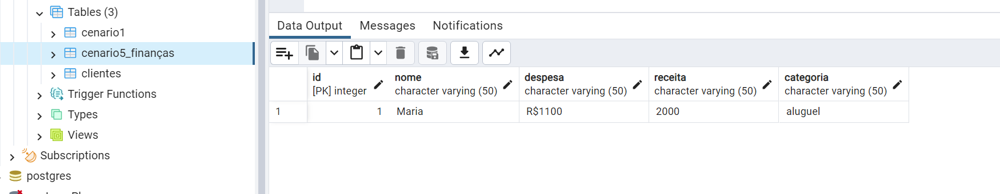 Tables (3)
cenario1
cenario5_finanças
clientes
Trigger Functions
Types
Views
Subscriptions
postgres
Data Output Messages Notifications
id nome despesa receita categoria
[PK] integer character varying (50) character varying (50) character varying (50) character varying (50)
1 1 Maria R$1100 2000 aluguel